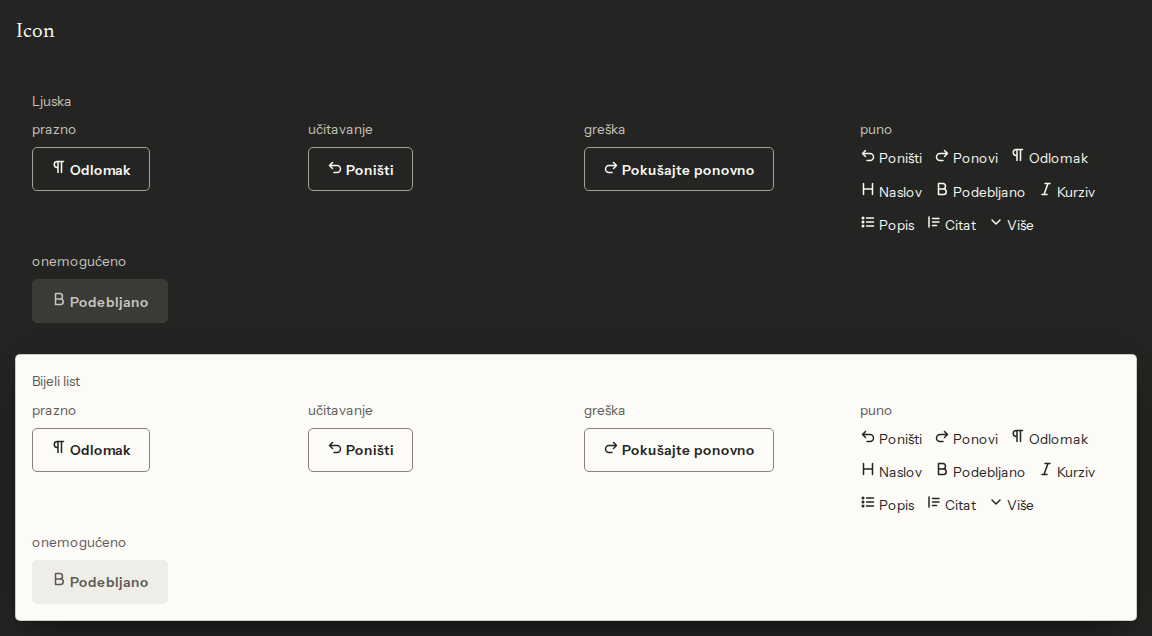 Icon
Ljuska
prazno učitavanje greška puno
Odlomak Poništi Pokušajte ponovno Poništi Ponovi Odlomak
Naslov Podebljano Kurziv
Popis Citat Više
onemogućeno
Podebljano
Bijeli list
prazno učitavanje greška puno
Odlomak Poništi Pokušajte ponovno Poništi Ponovi Odlomak
Naslov Podebljano Kurziv
Popis Citat Više
onemogućeno
Podebljano